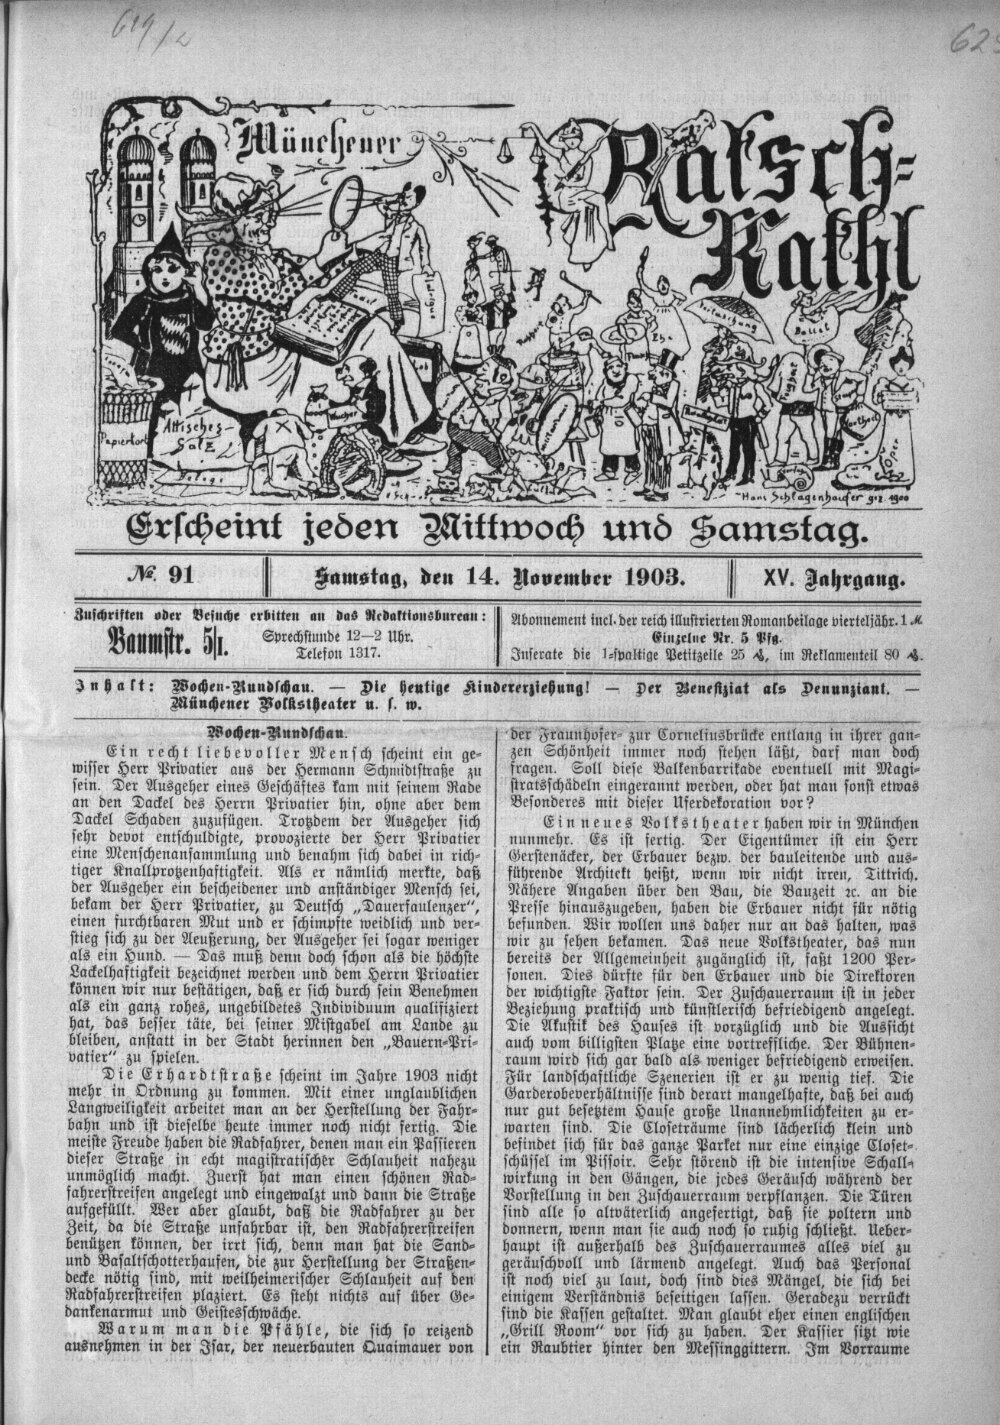 629/2
Münchener
Ratsch-
Kathl
Attisches-
Salz
Papierkorb
Wucher
Ballet
Hans Schlagenhaufer gez. 1900
Erscheint jeden Mittwoch und Samstag.
№. 91
Samstag, den 14. November 1903.
XV. Jahrgang.
Zuschriften oder Besuche erbitten an das Redaktionsbureau:
Baumstr. 5/I.
Sprechstunde 12—2 Uhr.
Telefon 1317.
Abonnement incl. der reich illustrierten Romanbeilage vierteljähr. 1 M.
Einzelne Nr. 5 Pfg.
Inserate die 1-spaltige Petitzeile 25 ₰, im Reklamenteil 80 ₰.
Inhalt: Wochen-Rundschau. — Die heutige Kindererziehung! — Der Benefiziat als Denunziant. —
Münchener Volkstheater u. s. w.
Wochen-Rundschau.
Ein recht liebevoller Mensch scheint ein ge-
wisser Herr Privatier aus der Hermann Schmidtstraße zu
sein. Der Ausgeher eines Geschäftes kam mit seinem Rade
an den Dackel des Herrn Privatier hin, ohne aber dem
Dackel Schaden zuzufügen. Trotzdem der Ausgeher sich
sehr devot entschuldigte, provozierte der Herr Privatier
eine Menschenansammlung und benahm sich dabei in rich-
tiger Knallprotzenhaftigkeit. Als er nämlich merkte, daß
der Ausgeher ein bescheidener und anständiger Mensch sei,
bekam der Herr Privatier, zu Deutsch „Dauerfaulenzer“,
einen furchtbaren Mut und er schimpfte weidlich und ver-
stieg sich zu der Aeußerung, der Ausgeher sei sogar weniger
als ein Hund. — Das muß denn doch schon als die höchste
Lackelhaftigkeit bezeichnet werden und dem Herrn Privatier
können wir nur bestätigen, daß er sich durch sein Benehmen
als ein ganz rohes, ungebildetes Individuum qualifiziert
hat, das besser täte, bei seiner Mistgabel am Lande zu
bleiben, anstatt in der Stadt herinnen den „Bauern-Pri-
vatier“ zu spielen.
Die Erhardtstraße scheint im Jahre 1903 nicht
mehr in Ordnung zu kommen. Mit einer unglaublichen
Langweiligkeit arbeitet man an der Herstellung der Fahr-
bahn und ist dieselbe heute immer noch nicht fertig. Die
meiste Freude haben die Radfahrer, denen man ein Passieren
dieser Straße in echt magistratischer Schlauheit nahezu
unmöglich macht. Zuerst hat man einen schönen Rad-
fahrerstreifen angelegt und eingewalzt und dann die Straße
aufgefüllt. Wer aber glaubt, daß die Radfahrer zu der
Zeit, da die Straße unfahrbar ist, den Radfahrerstreifen
benützen können, der irrt sich, denn man hat die Sand-
und Basaltschotterhaufen, die zur Herstellung der Straßen-
decke nötig sind, mit weilheimerischer Schlauheit auf den
Radfahrerstreifen plaziert. Es steht nichts auf über Ge-
dankenarmut und Geistesschwäche.
Warum man die Pfähle, die sich so reizend
ausnehmen in der Isar, der neuerbauten Quaimauer von
der Fraunhofer- zur Corneliusbrücke entlang in ihrer gan-
zen Schönheit immer noch stehen läßt, darf man doch
fragen. Soll diese Balkenbarrikade eventuell mit Magi-
stratsschädeln eingerannt werden, oder hat man sonst etwas
Besonderes mit dieser Uferdekoration vor?
Ein neues Volkstheater haben wir in München
nunmehr. Es ist fertig. Der Eigentümer ist ein Herr
Gerstenäcker, der Erbauer bezw. der bauleitende und aus-
führende Architekt heißt, wenn wir nicht irren, Tittrich.
Nähere Angaben über den Bau, die Bauzeit ꝛc. an die
Presse hinauszugeben, haben die Erbauer nicht für nötig
befunden. Wir wollen uns daher nur an das halten, was
wir zu sehen bekamen. Das neue Volkstheater, das nun
bereits der Allgemeinheit zugänglich ist, faßt 1200 Per-
sonen. Dies dürfte für den Erbauer und die Direktoren
der wichtigste Faktor sein. Der Zuschauerraum ist in jeder
Beziehung praktisch und künstlerisch befriedigend angelegt.
Die Akustik des Hauses ist vorzüglich und die Aussicht
auch vom billigsten Platze eine vortreffliche. Der Bühnen-
raum wird sich gar bald als weniger befriedigend erweisen.
Für landschaftliche Szenerien ist er zu wenig tief. Die
Garderobeverhältnisse sind derart mangelhafte, daß bei auch
nur gut besetztem Hause große Unannehmlichkeiten zu er-
warten sind. Die Closeträume sind lächerlich klein und
befindet sich für das ganze Parket nur eine einzige Closet-
schüssel im Pissoir. Sehr störend ist die intensive Schall-
wirkung in den Gängen, die jedes Geräusch während der
Vorstellung in den Zuschauerraum verpflanzen. Die Türen
sind alle so altväterlich angefertigt, daß sie poltern und
donnern, wenn man sie auch noch so ruhig schließt. Ueber-
haupt ist außerhalb des Zuschauerraumes alles viel zu
geräuschvoll und lärmend angelegt. Auch das Personal
ist noch viel zu laut, doch sind dies Mängel, die sich bei
einigem Verständnis beseitigen lassen. Geradezu verrückt
sind die Kassen gestaltet. Man glaubt eher einen englischen
„Grill Room“ vor sich zu haben. Der Kassier sitzt wie
ein Raubtier hinter den Messinggittern. Im Vorraume